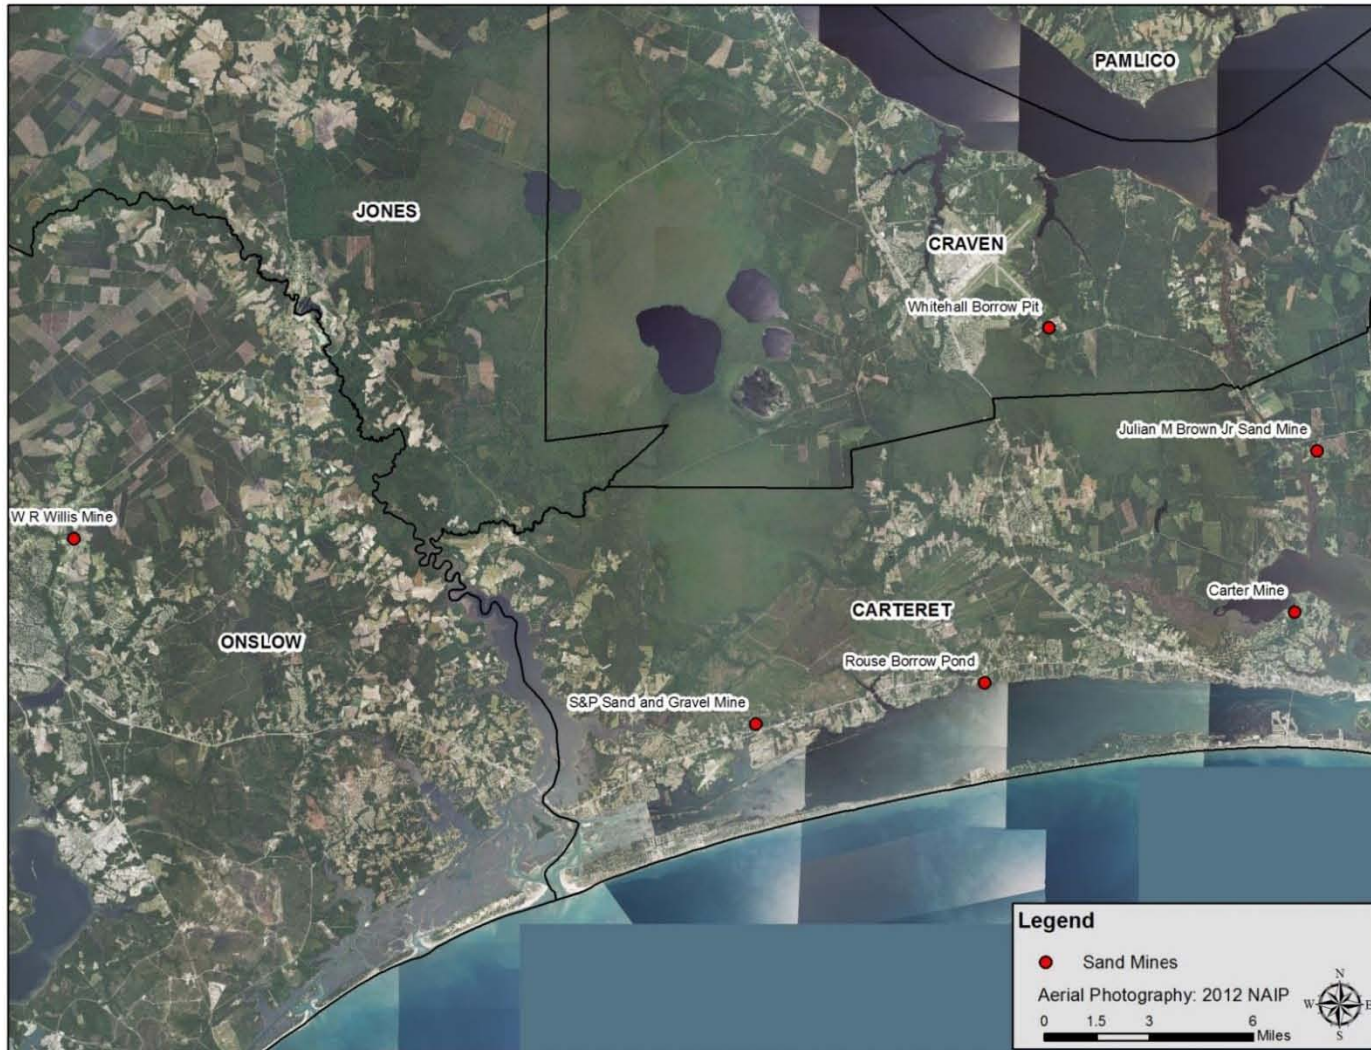 PAMLICO
JONES
CRAVEN
Whitehall Borrow Pit
Julian M Brown Jr Sand Mine
W R Willis Mine
Carter Mine
CARTERET
ONSLOW
Rouse Borrow Pond
S&P Sand and Gravel Mine
Legend
Sand Mines
Aerial Photography: 2012 NAIP
N
W
E
S
0 1.5 3 6
Miles